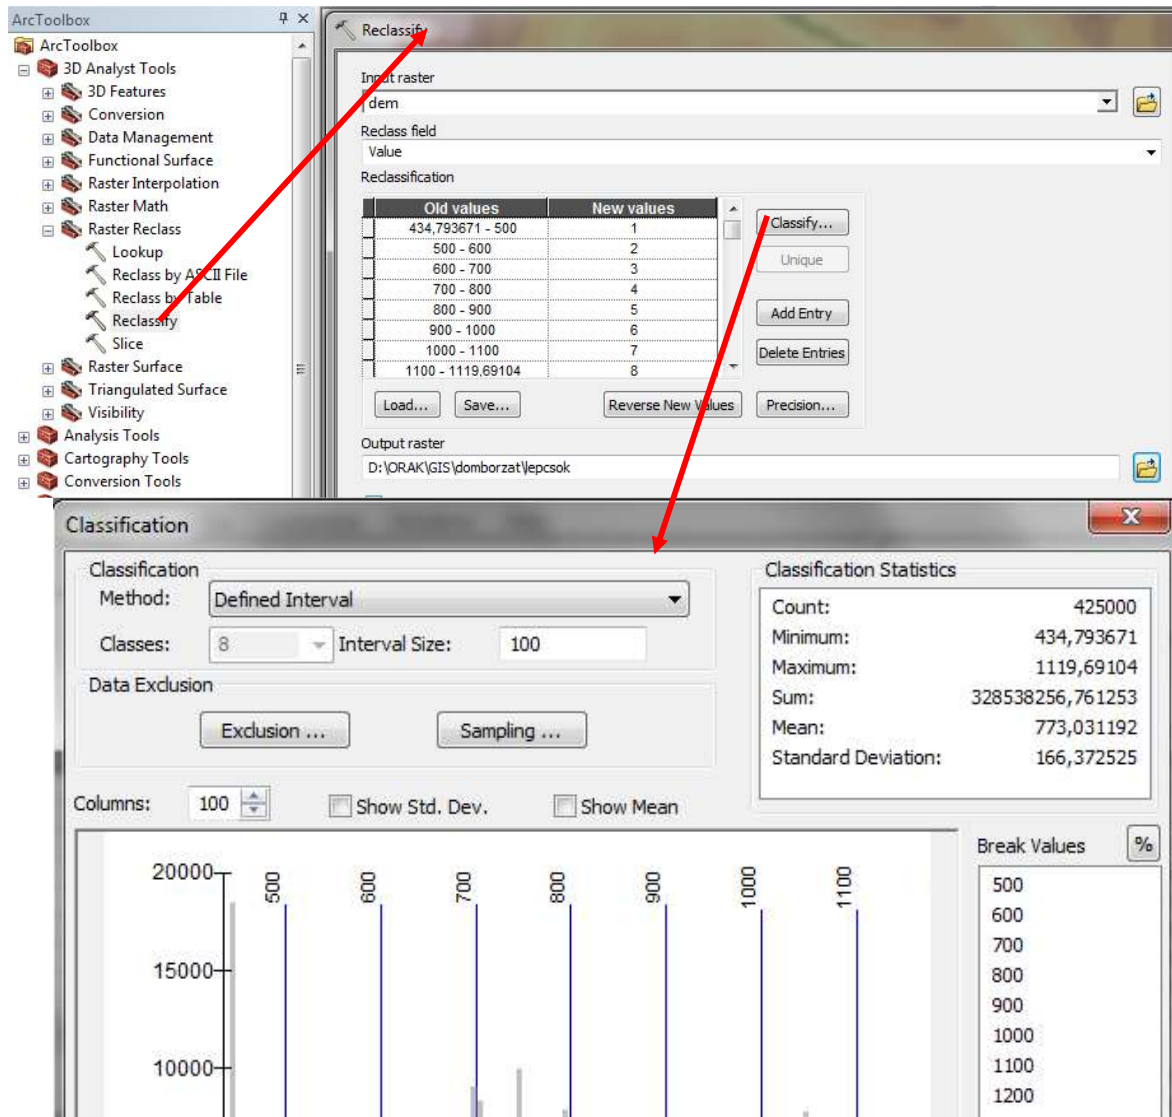 ArcToolbox
ArcToolbox
3D Analyst Tools
3D Features
Conversion
Data Management
Functional Surface
Raster Interpolation
Raster Math
Raster Reclass
Lookup
Reclass by ASCII File
Reclass by Table
Reclassify
Slice
Raster Surface
Triangulated Surface
Visibility
Analysis Tools
Cartography Tools
Conversion Tools
Reclassify
Input raster
dem
Reclass field
Value
Reclassification
Old values New values
434,793671 - 500 1
500 - 600 2
600 - 700 3
700 - 800 4
800 - 900 5
900 - 1000 6
1000 - 1100 7
1100 - 1119,69104 8
Classify...
Unique
Add Entry
Delete Entries
Load... Save... Reverse New Values Precision...
Output raster
D:\ORAK\GIS\domborzat\lepcsok
Classification
Classification
Method: Defined Interval
Classes: 8 Interval Size: 100
Data Exclusion
Exclusion ... Sampling ...
Classification Statistics
Count: 425000
Minimum: 434,793671
Maximum: 1119,69104
Sum: 328538256,761253
Mean: 773,031192
Standard Deviation: 166,372525
Columns: 100 Show Std. Dev. Show Mean
20000
15000
10000
500 600 700 800 900 1000 1100
Break Values %
500
600
700
800
900
1000
1100
1200